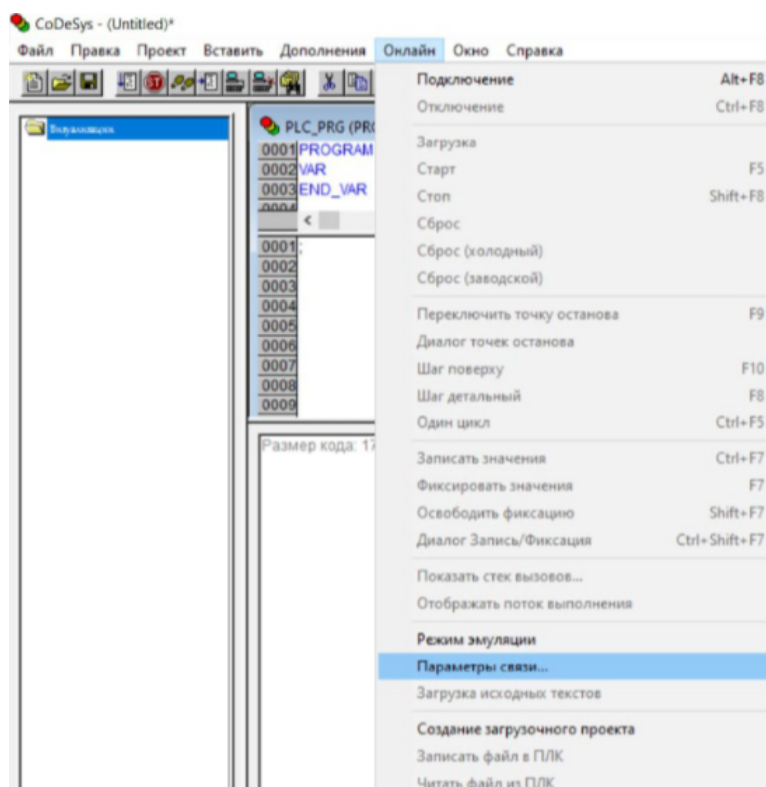 CoDeSys - (Untitled)*
Файл Правка Проект Вставить Дополнения Онлайн Окно Справка
Визуализации
PLC_PRG (PRG
0001 PROGRAM
0002 VAR
0003 END_VAR
0004
0001 ;
0002
0003
0004
0005
0006
0007
0008
0009
Размер кода: 17
Подключение Alt+F8
Отключение Ctrl+F8
Загрузка
Старт F5
Стоп Shift+F8
Сброс
Сброс (холодный)
Сброс (заводской)
Переключить точку останова F9
Диалог точек останова
Шаг поверху F10
Шаг детальный F8
Один цикл Ctrl+F5
Записать значения Ctrl+F7
Фиксировать значения F7
Освободить фиксацию Shift+F7
Диалог Запись/Фиксация Ctrl+Shift+F7
Показать стек вызовов...
Отображать поток выполнения
Режим эмуляции
Параметры связи...
Загрузка исходных текстов
Создание загрузочного проекта
Записать файл в ПЛК
Читать файл из ПЛК